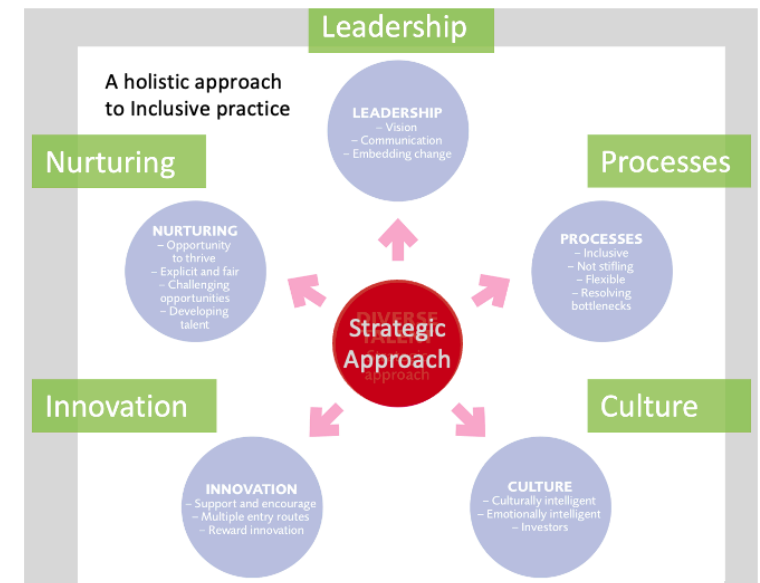 Leadership
A holistic approach
to Inclusive practice
LEADERSHIP
– Vision
– Communication
– Embedding change
Nurturing
Processes
NURTURING
– Opportunity
to thrive
– Explicit and fair
– Challenging
opportunities
– Developing
talent
PROCESSES
– Inclusive
– Not stifling
– Flexible
– Resolving
bottlenecks
DIVERSE
TALENT
approach
Strategic
Approach
Innovation
Culture
INNOVATION
– Support and encourage
– Multiple entry routes
– Reward innovation
CULTURE
– Culturally intelligent
– Emotionally intelligent
– Investors